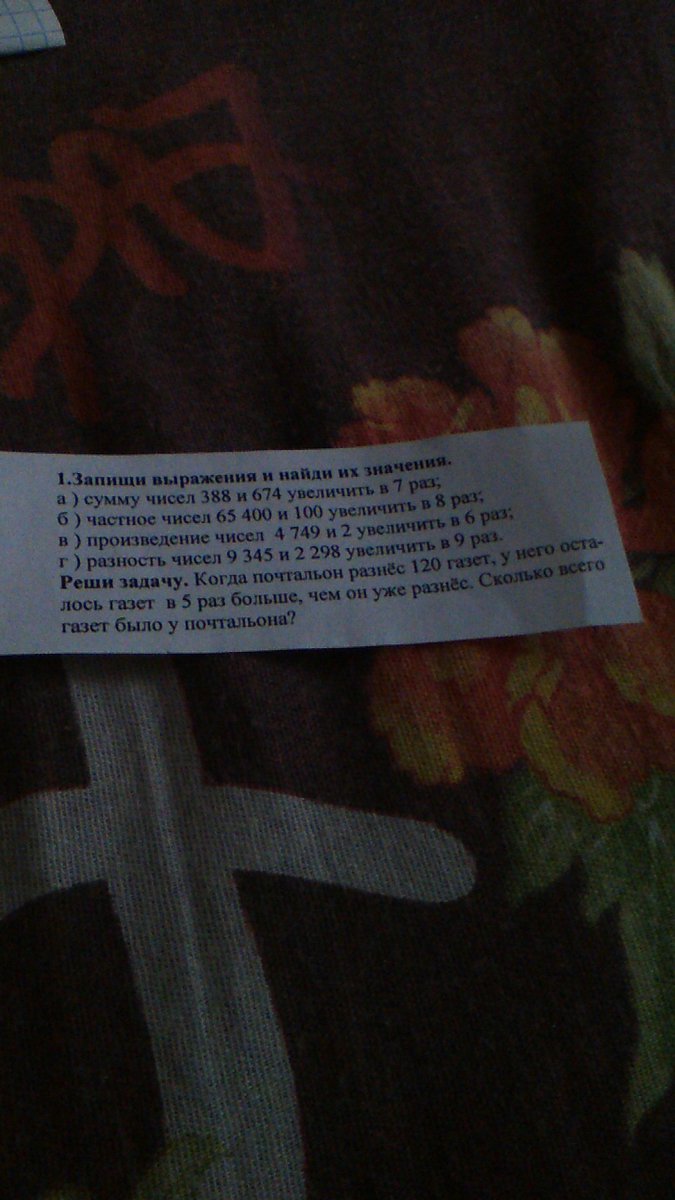 1.Запиши выражения и найди их значения.
а ) сумму чисел 388 и 674 увеличить в 7 раз;
б ) частное чисел 65 400 и 100 увеличить в 8 раз;
в ) произведение чисел 4 749 и 2 увеличить в 6 раз;
г ) разность чисел 9 345 и 2 298 увеличить в 9 раз.
Реши задачу. Когда почтальон разнёс 120 газет, у него оста-
лось газет в 5 раз больше, чем он уже разнёс. Сколько всего
газет было у почтальона?